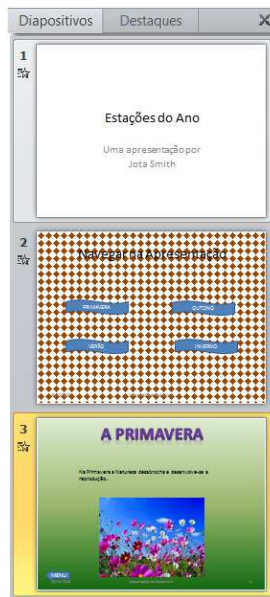 Diapositivos Destaques
1
Estações do Ano
Uma apresentação por
Jota Smith
2
Navegar na Apresentação
PRIMAVERA OUTONO
VERÃO INVERNO
3
A PRIMAVERA
Na Primavera a Natureza desabrocha e desenvolve-se a
reprodução...
MENU